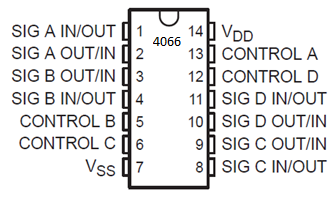 4066
SIG A IN/OUT 1 14 VDD
SIG A OUT/IN 2 13 CONTROL A
SIG B OUT/IN 3 12 CONTROL D
SIG B IN/OUT 4 11 SIG D IN/OUT
CONTROL B 5 10 SIG D OUT/IN
CONTROL C 6 9 SIG C OUT/IN
VSS 7 8 SIG C IN/OUT